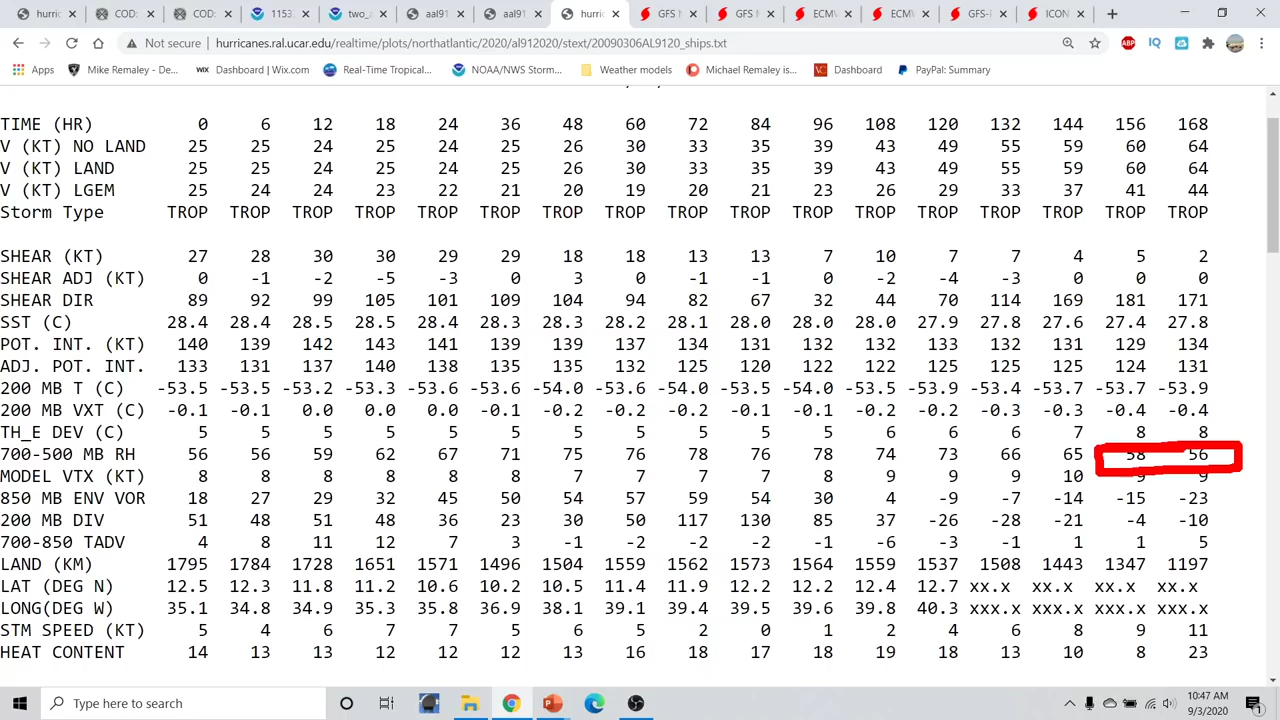 hurric COD: COD: 1153 two_a aal91 aal91 hurric GFS M GFS M ECMW ECMW GFS-P ICON
Not secure hurricanes.ral.ucar.edu/realtime/plots/northatlantic/2020/al912020/stext/20090306AL9120_ships.txt
Apps Mike Remaley - De... WIX Dashboard | Wix.com Real-Time Tropical... NOAA/NWS Storm... Weather models Michael Remaley is... VC Dashboard PayPal: Summary
TIME (HR) 0 6 12 18 24 36 48 60 72 84 96 108 120 132 144 156 168
V (KT) NO LAND 25 25 24 25 24 25 26 30 33 35 39 43 49 55 59 60 64
V (KT) LAND 25 25 24 25 24 25 26 30 33 35 39 43 49 55 59 60 64
V (KT) LGEM 25 24 24 23 22 21 20 19 20 21 23 26 29 33 37 41 44
Storm Type TROP TROP TROP TROP TROP TROP TROP TROP TROP TROP TROP TROP TROP TROP TROP TROP TROP
SHEAR (KT) 27 28 30 30 29 29 18 18 13 13 7 10 7 7 4 5 2
SHEAR ADJ (KT) 0 -1 -2 -5 -3 0 3 0 -1 -1 0 -2 -4 -3 0 0 0
SHEAR DIR 89 92 99 105 101 109 104 94 82 67 32 44 70 114 169 181 171
SST (C) 28.4 28.4 28.5 28.5 28.4 28.3 28.3 28.2 28.1 28.0 28.0 28.0 27.9 27.8 27.6 27.4 27.8
POT. INT. (KT) 140 139 142 143 141 139 139 137 134 131 132 132 133 132 131 129 134
ADJ. POT. INT. 133 131 137 140 138 135 135 132 125 120 122 122 125 125 125 124 131
200 MB T (C) -53.5 -53.5 -53.2 -53.3 -53.6 -53.6 -54.0 -53.6 -54.0 -53.5 -54.0 -53.5 -53.9 -53.4 -53.7 -53.7 -53.9
200 MB VXT (C) -0.1 -0.1 0.0 0.0 0.0 -0.1 -0.2 -0.2 -0.2 -0.1 -0.1 -0.2 -0.2 -0.3 -0.3 -0.4 -0.4
TH_E DEV (C) 5 5 5 5 5 5 5 5 5 5 5 6 6 6 7 8 8
700-500 MB RH 56 56 59 62 67 71 75 76 78 76 78 74 73 66 65 58 56
MODEL VTX (KT) 8 8 8 8 8 8 8 8 8 8 8 9 9 9 10 9 9
850 MB ENV VOR 18 27 29 32 45 50 54 57 59 54 30 4 -9 -7 -14 -15 -23
200 MB DIV 51 48 51 48 36 23 30 50 117 130 85 37 -26 -28 -21 -4 -10
700-850 TADV 4 8 11 12 7 3 -1 -2 -2 -2 -1 -6 -3 -1 1 1 5
LAND (KM) 1795 1784 1728 1651 1571 1496 1504 1559 1562 1573 1564 1559 1537 1508 1443 1347 1197
LAT (DEG N) 12.5 12.3 11.8 11.2 10.6 10.2 10.5 11.4 11.9 12.2 12.2 12.4 12.7 xx.x xx.x xx.x xx.x
LONG(DEG W) 35.1 34.8 34.9 35.3 35.8 36.9 38.1 39.1 39.4 39.5 39.6 39.8 40.3 xxx.x xxx.x xxx.x xxx.x
STM SPEED (KT) 5 4 6 7 7 5 6 5 2 0 1 2 4 6 8 9 11
HEAT CONTENT 14 13 13 12 12 12 13 16 18 17 18 19 18 13 10 8 23
Type here to search
10:47 AM
9/3/2020
1